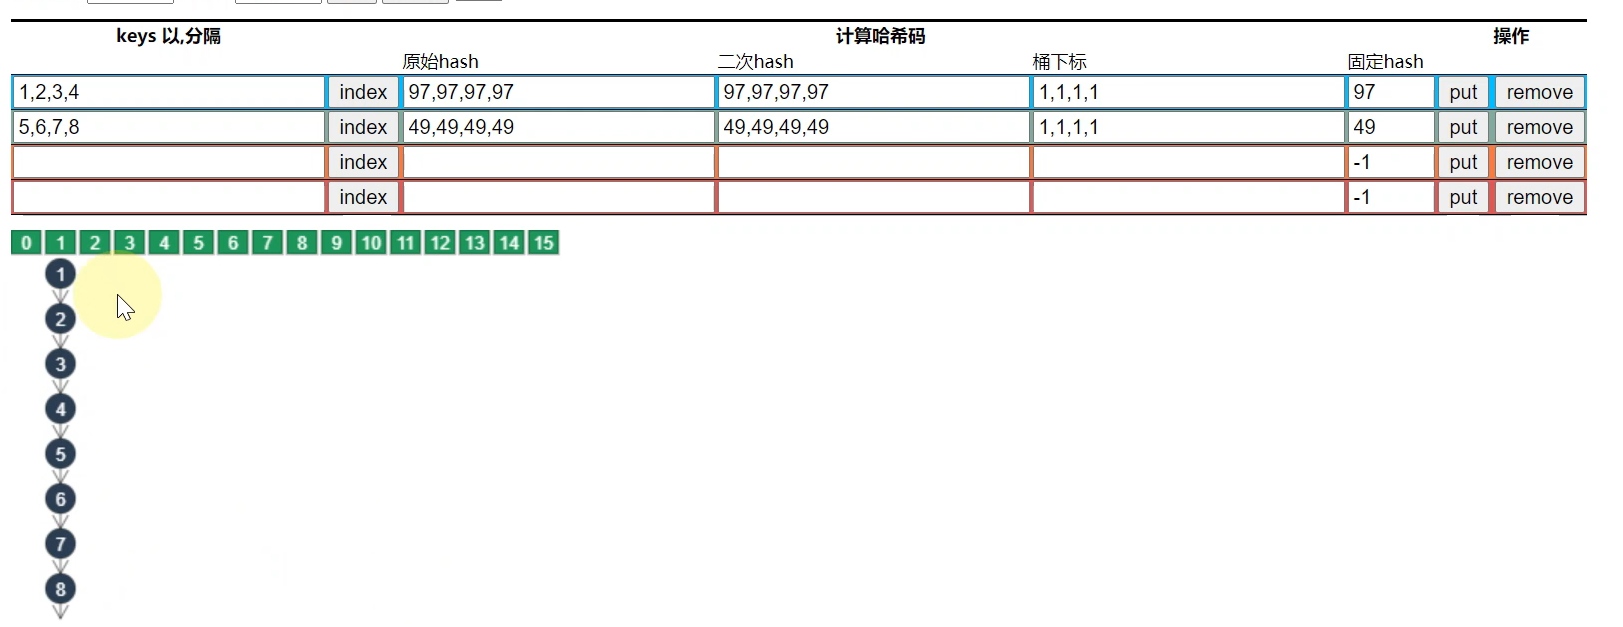 keys 以,分隔 计算哈希码 操作
原始hash 二次hash 桶下标 固定hash
1,2,3,4 index 97,97,97,97 97,97,97,97 1,1,1,1 97 put remove
5,6,7,8 index 49,49,49,49 49,49,49,49 1,1,1,1 49 put remove
index -1 put remove
index -1 put remove
0 1 2 3 4 5 6 7 8 9 10 11 12 13 14 15
1
2
3
4
5
6
7
8